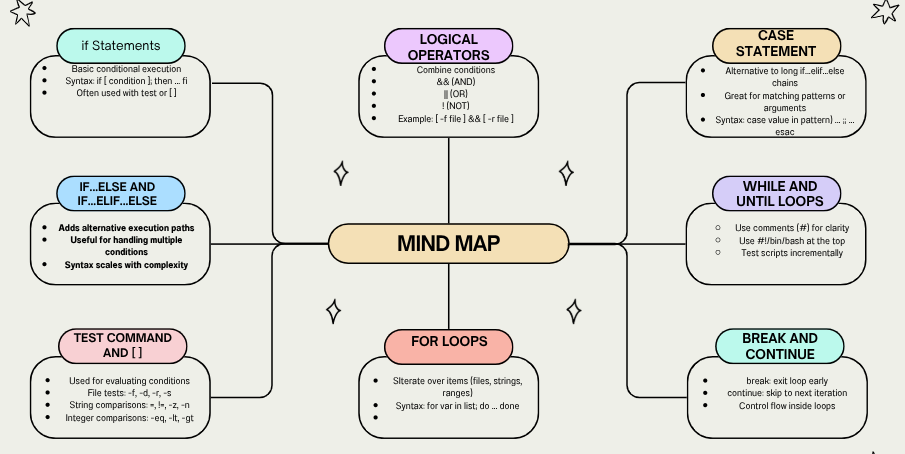 if Statements
Basic conditional execution
Syntax: if [ condition ]; then ... fi
Often used with test or [ ]
LOGICAL
OPERATORS
Combine conditions
&& (AND)
|| (OR)
! (NOT)
Example: [ -f file ] && [ -r file ]
CASE
STATEMENT
Alternative to long if...elif...else
chains
Great for matching patterns or
arguments
Syntax: case value in pattern) ... ;; ...
esac
IF...ELSE AND
IF...ELIF...ELSE
Adds alternative execution paths
Useful for handling multiple
conditions
Syntax scales with complexity
MIND MAP
WHILE AND
UNTIL LOOPS
Use comments (#) for clarity
Use #!/bin/bash at the top
Test scripts incrementally
TEST COMMAND
AND [ ]
Used for evaluating conditions
File tests: -f, -d, -r, -s
String comparisons: =, !=, -z, -n
Integer comparisons: -eq, -lt, -gt
FOR LOOPS
SIterate over items (files, strings,
ranges)
Syntax: for var in list; do ... done
BREAK AND
CONTINUE
break: exit loop early
continue: skip to next iteration
Control flow inside loops